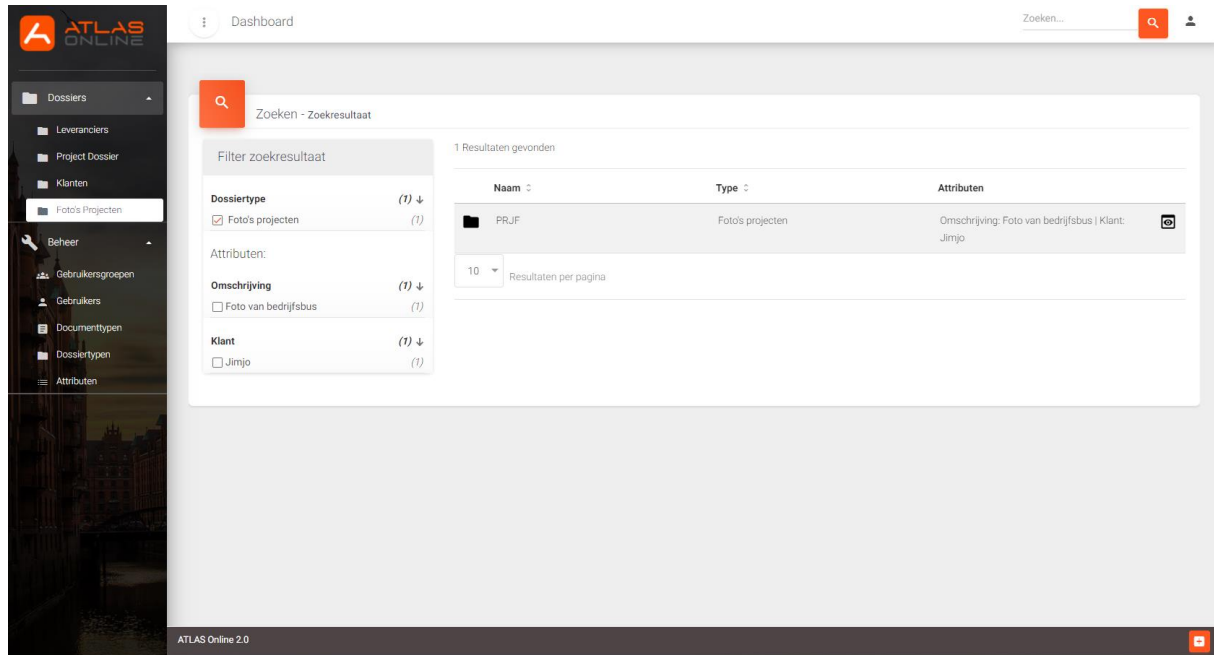 ATLAS
ONLINE
Dashboard
Zoeken...
Dossiers
Leveranciers
Project Dossier
Klanten
Foto's Projecten
Beheer
Gebruikersgroepen
Gebruikers
Documenttypen
Dossiertypen
Attributen
Zoeken - Zoekresultaat
Filter zoekresultaat
Dossiertype (1)
Foto's projecten (1)
Attributen:
Omschrijving (1)
Foto van bedrijfsbus (1)
Klant (1)
Jimjo (1)
1 Resultaten gevonden
Naam Type Attributen
PRJF Foto's projecten Omschrijving: Foto van bedrijfsbus | Klant:
Jimjo
10 Resultaten per pagina
ATLAS Online 2.0